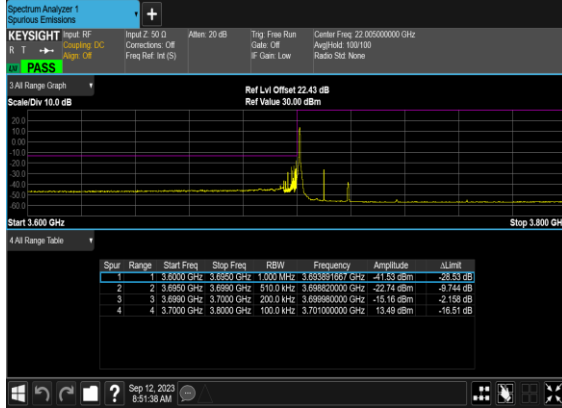 Spectrum Analyzer 1
Spurious Emissions
+
KEYSIGHT Input: RF Input Z: 50 Ω Atten: 20 dB Trig: Free Run Center Freq: 22.005000000 GHz
R T Coupling: DC Corrections: Off Gate: Off Avg|Hold: 100/100
Align: Off Freq Ref: Int (S) IF Gain: Low Radio Std: None
PASS
3 All Range Graph
Ref Lvl Offset 22.43 dB
Scale/Div 10.0 dB Ref Value 30.00 dBm
20.0
10.0
0.00
-10.0
-20.0
-30.0
-40.0
-50.0
-60.0
Start 3.600 GHz Stop 3.800 GH
4 All Range Table
Spur Range Start Freq Stop Freq RBW Frequency Amplitude ΔLimit
1 1 3.6000 GHz 3.6950 GHz 1.000 MHz 3.693891667 GHz -41.53 dBm -28.53 dB
2 2 3.6950 GHz 3.6990 GHz 510.0 kHz 3.698820000 GHz -22.74 dBm -9.744 dB
3 3 3.6990 GHz 3.7000 GHz 200.0 kHz 3.699980000 GHz -15.16 dBm -2.158 dB
4 4 3.7000 GHz 3.8000 GHz 100.0 kHz 3.701000000 GHz 13.49 dBm -16.51 dB
? Sep 12, 2023
8:51:38 AM